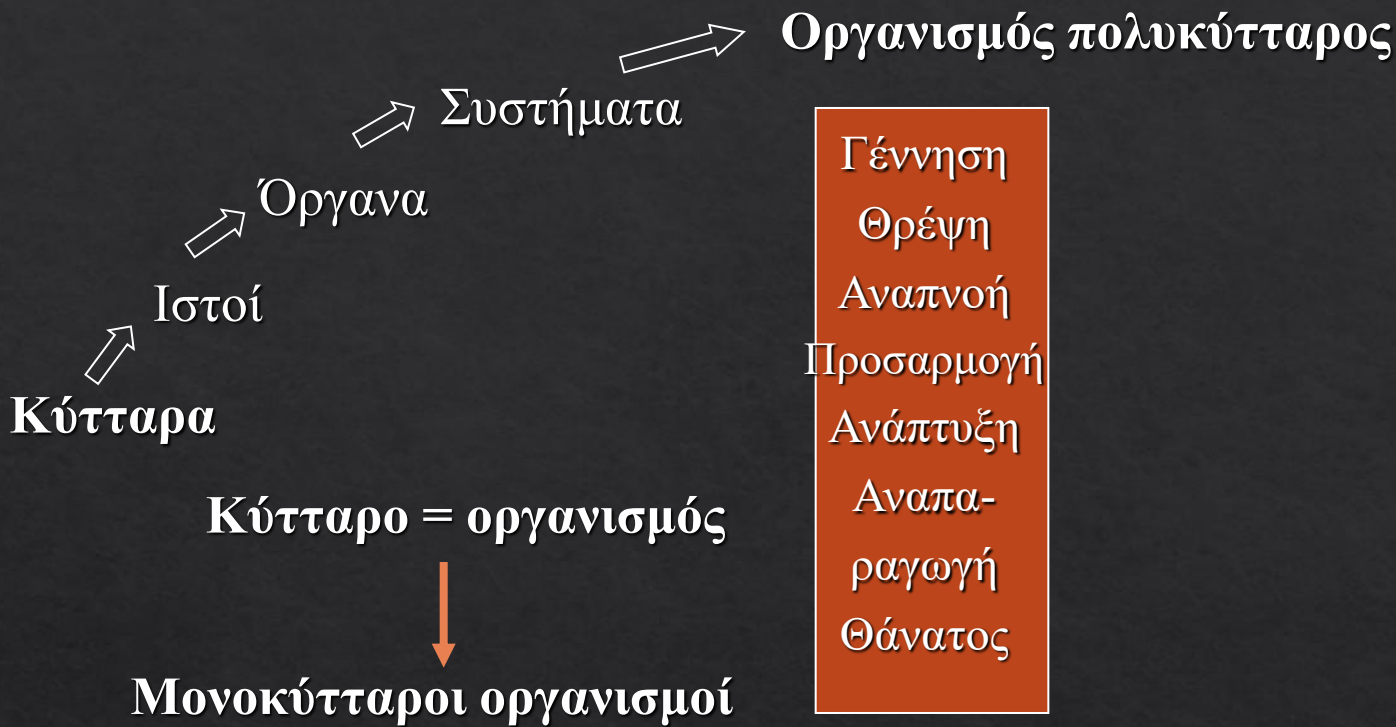 Οργανισμός πολυκύτταρος
Συστήματα
Όργανα
Ιστοί
Κύτταρα
Κύτταρο = οργανισμός
Μονοκύτταροι οργανισμοί
Γέννηση
Θρέψη
Αναπνοή
Προσαρμογή
Ανάπτυξη
Αναπα-
ραγωγή
Θάνατος